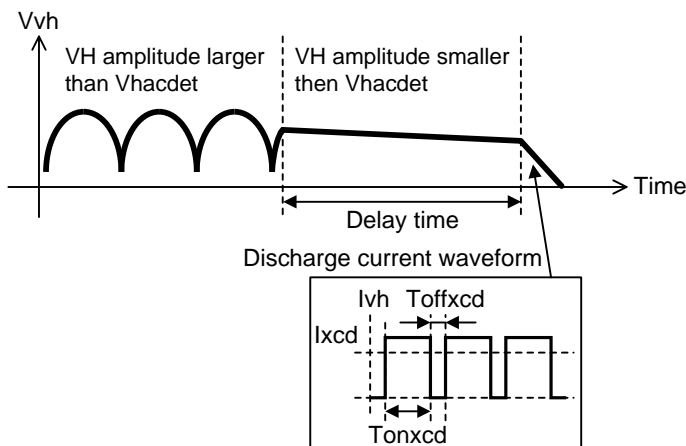 Vvh
VH amplitude larger
than Vhacdet
VH amplitude smaller
then Vhacdet
Time
Delay time
Discharge current waveform
Ivh
Toffxcd
Ixcd
Tonxcd